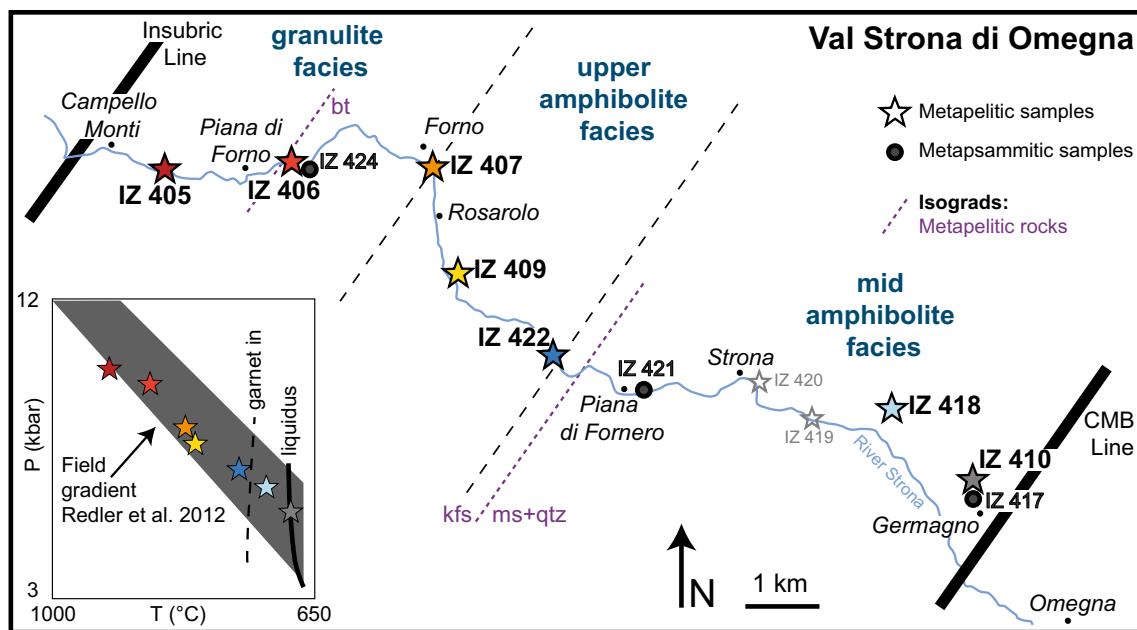 Val Strona di Omegna
Insubric
Line
granulite
facies
upper
amphibolite
facies
Metapelitic samples
Metapsammitic samples
Isograds:
Metapelitic rocks
Campello
Monti
Piana di
Forno
bt
Forno
IZ 424
IZ 405
IZ 406
IZ 407
Rosarolo
IZ 409
mid
amphibolite
facies
IZ 422
IZ 421
Strona
IZ 420
Piana
di Fornero
IZ 419
IZ 418
River Strona
CMB
Line
IZ 410
IZ 417
Germagno
kfs
ms+qtz
N
1 km
Omegna
12
P (kbar)
3
garnet in
liquidus
Field
gradient
Redler et al. 2012
1000
T (°C)
650